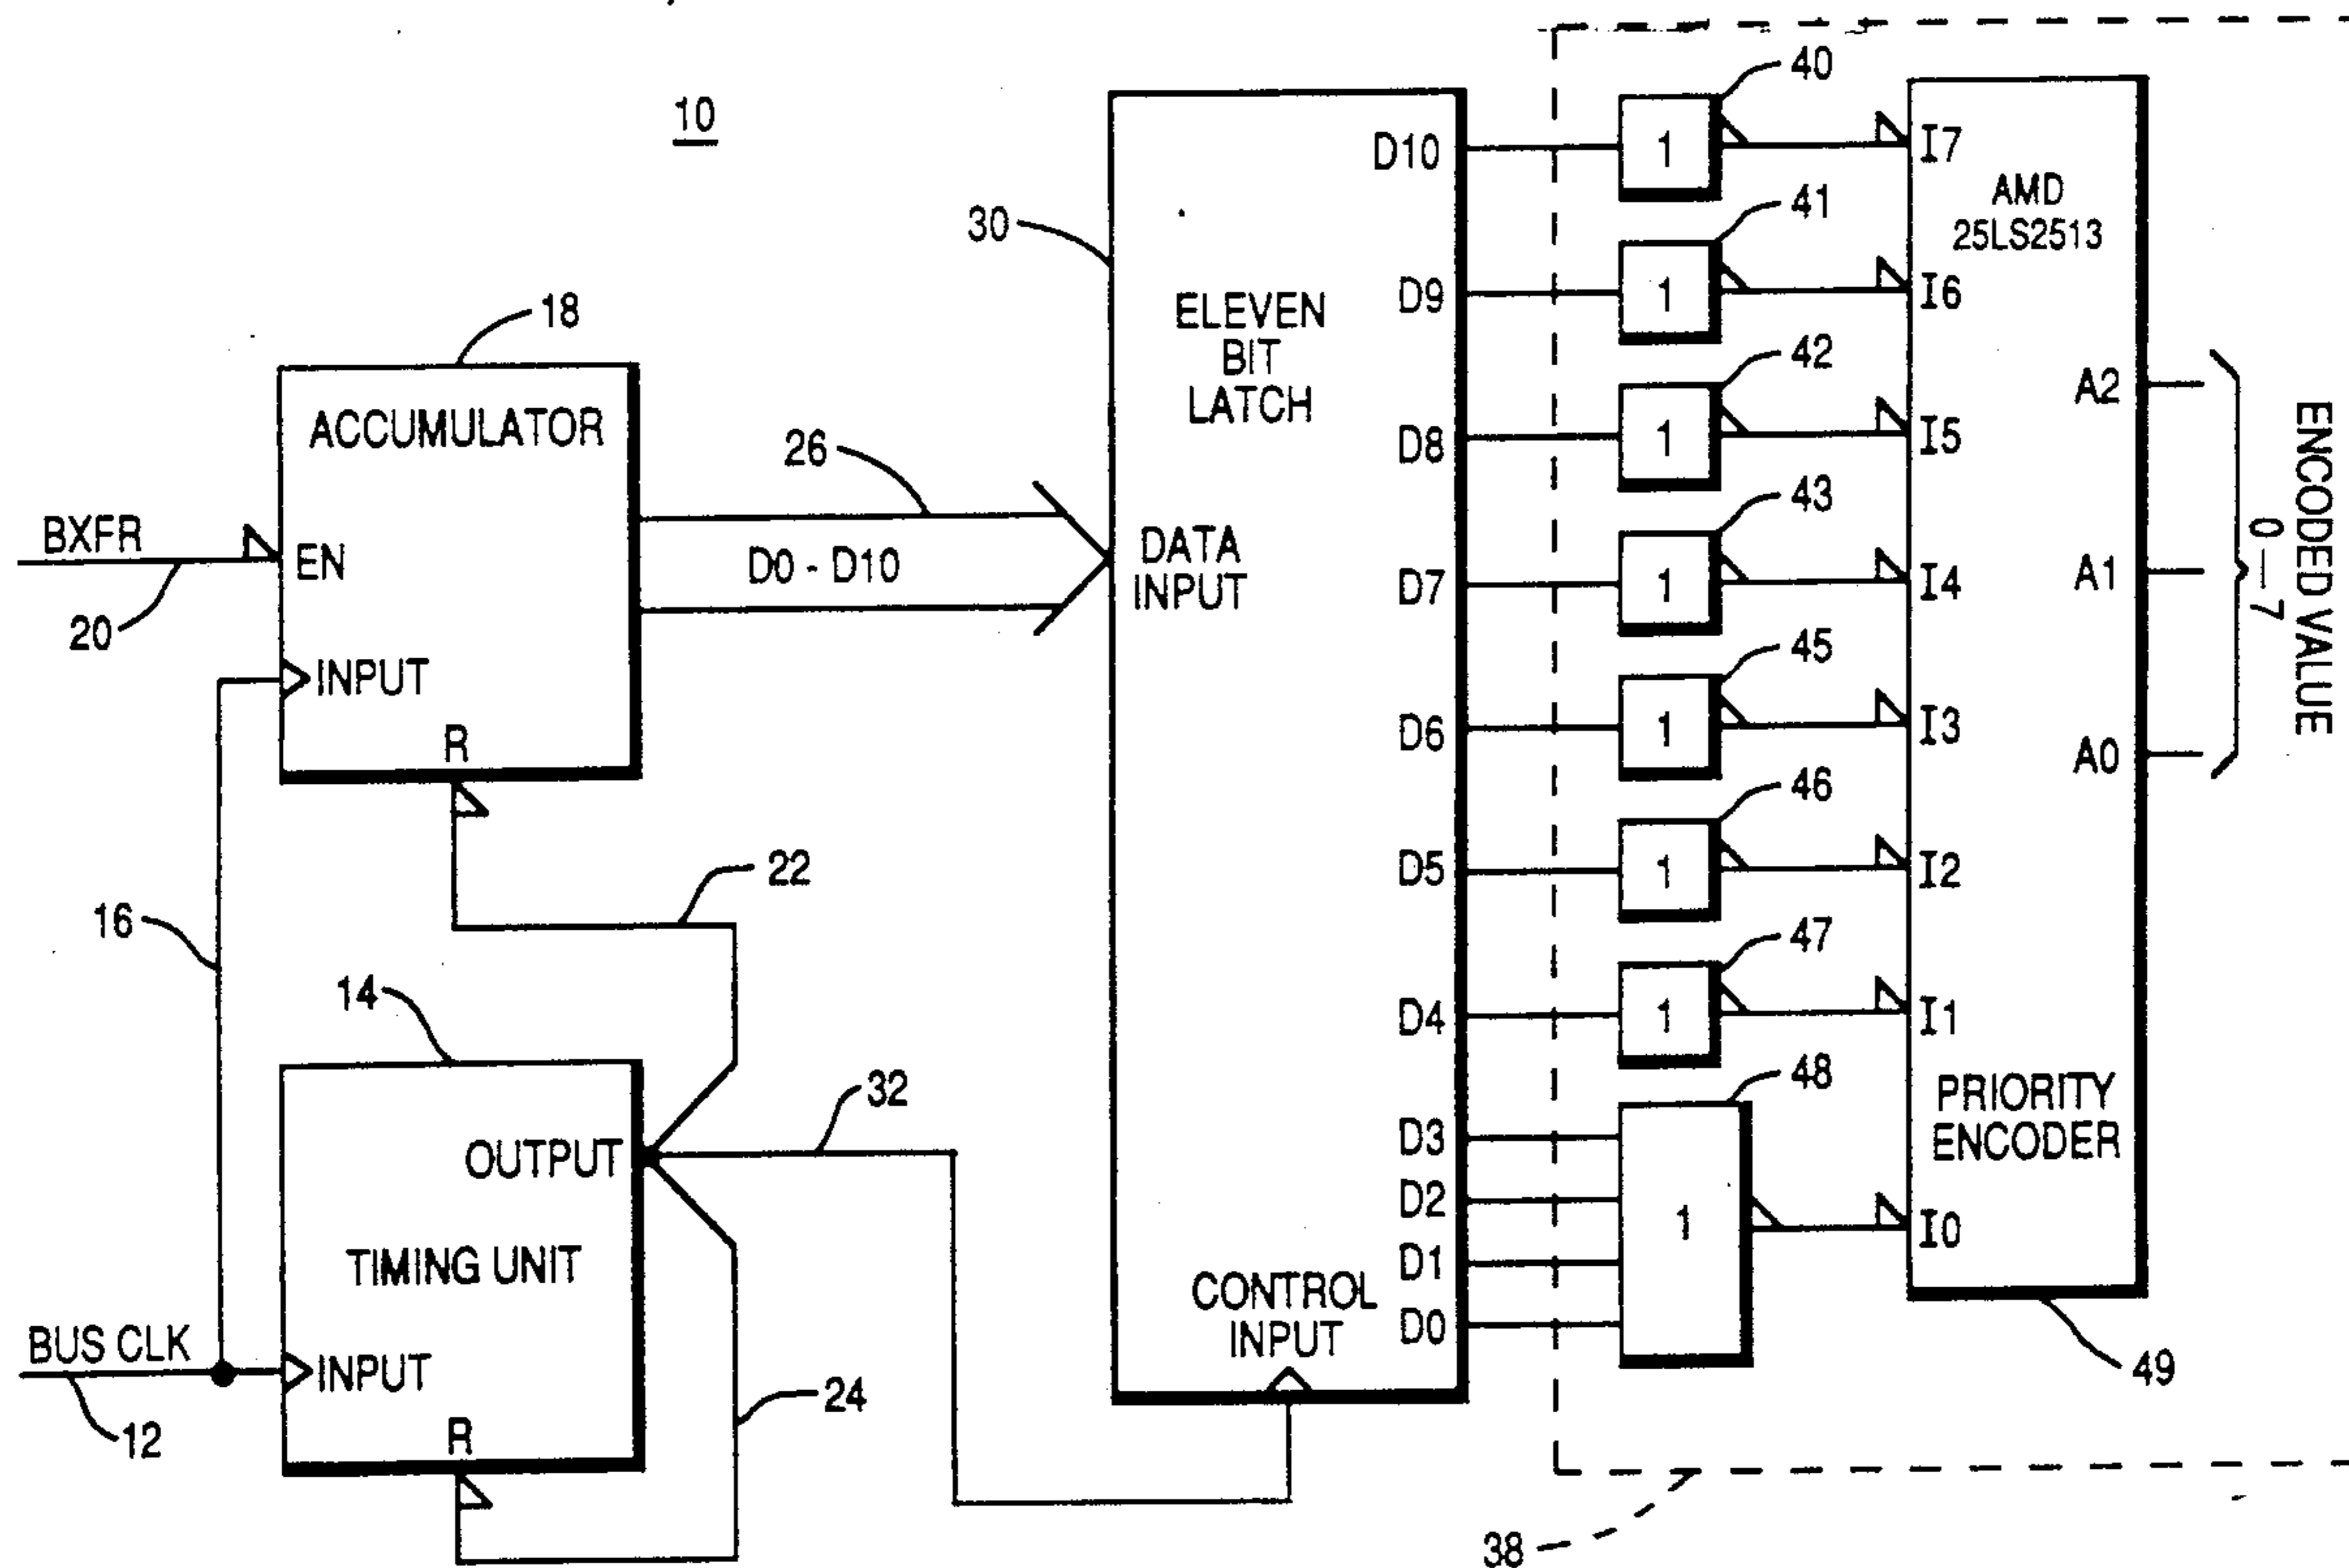 10
18
ACCUMULATOR
BXFR
EN
20
INPUT
R
26
D0 - D10
16
22
14
32
OUTPUT
TIMING UNIT
BUS CLK
INPUT
12
R
24
30
ELEVEN
BIT
LATCH
DATA
INPUT
CONTROL
INPUT
D10
D9
D8
D7
D6
D5
D4
D3
D2
D1
D0
40
1
41
1
42
1
43
1
45
1
46
1
47
1
48
1
I7
I6
I5
I4
I3
I2
I1
I0
AMD
25LS2513
A2
A1
A0
PRIORITY
ENCODER
49
38
ENCODED VALUE
0—7